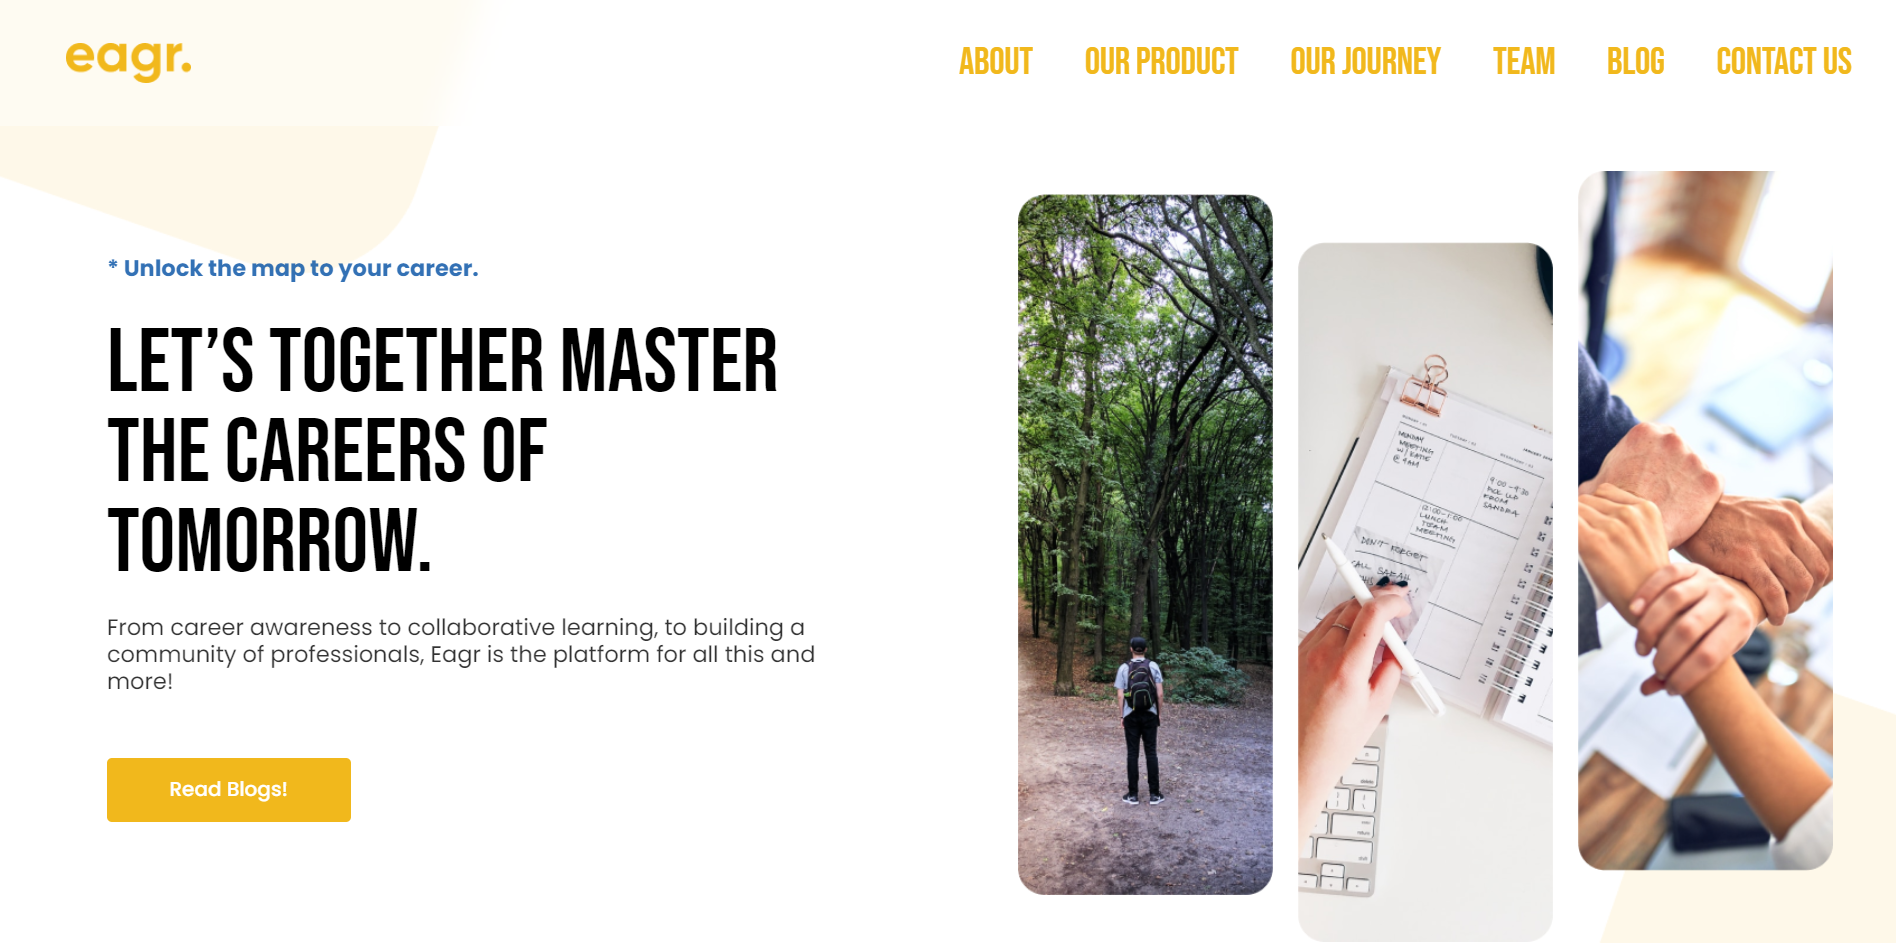 eagr.
ABOUT OUR PRODUCT OUR JOURNEY TEAM BLOG CONTACT US
* Unlock the map to your career.
LET’S TOGETHER MASTER
THE CAREERS OF
TOMORROW.
From career awareness to collaborative learning, to building a
community of professionals, Eagr is the platform for all this and
more!
Read Blogs!
MONDAY
MEETING
W/ KATIE
@ 9AM
9:00-9:30
PICK UP
FROM
SANDRA
12:00-1:00
LUNCH
TEAM
MEETING
DON'T FORGET
CALL SARAH